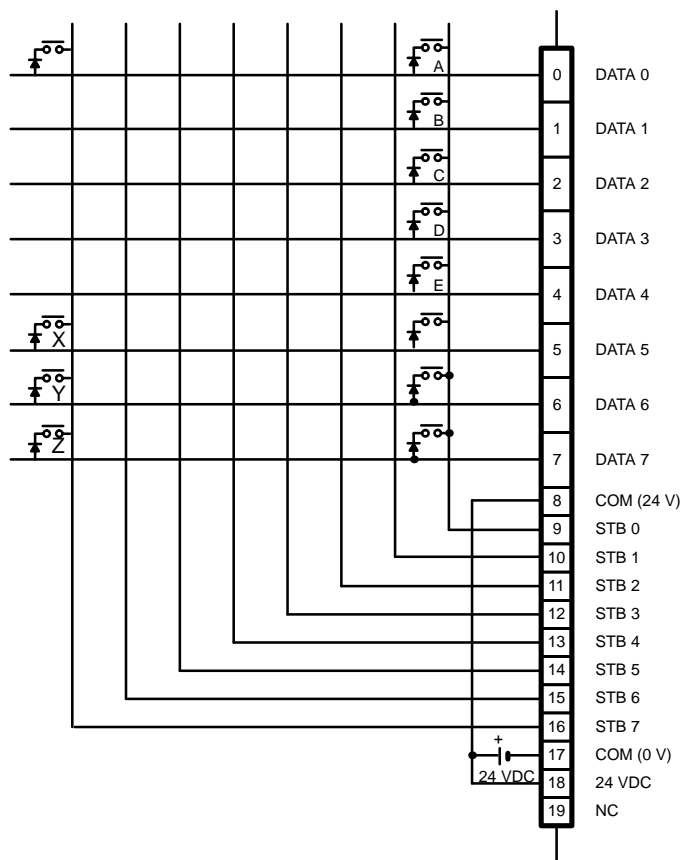 A
0 DATA 0
B
1 DATA 1
C
2 DATA 2
D
3 DATA 3
E
4 DATA 4
X
5 DATA 5
Y
6 DATA 6
Z
7 DATA 7
8 COM (24 V)
9 STB 0
10 STB 1
11 STB 2
12 STB 3
13 STB 4
14 STB 5
15 STB 6
16 STB 7
+
17 COM (0 V)
24 VDC
18 24 VDC
19 NC